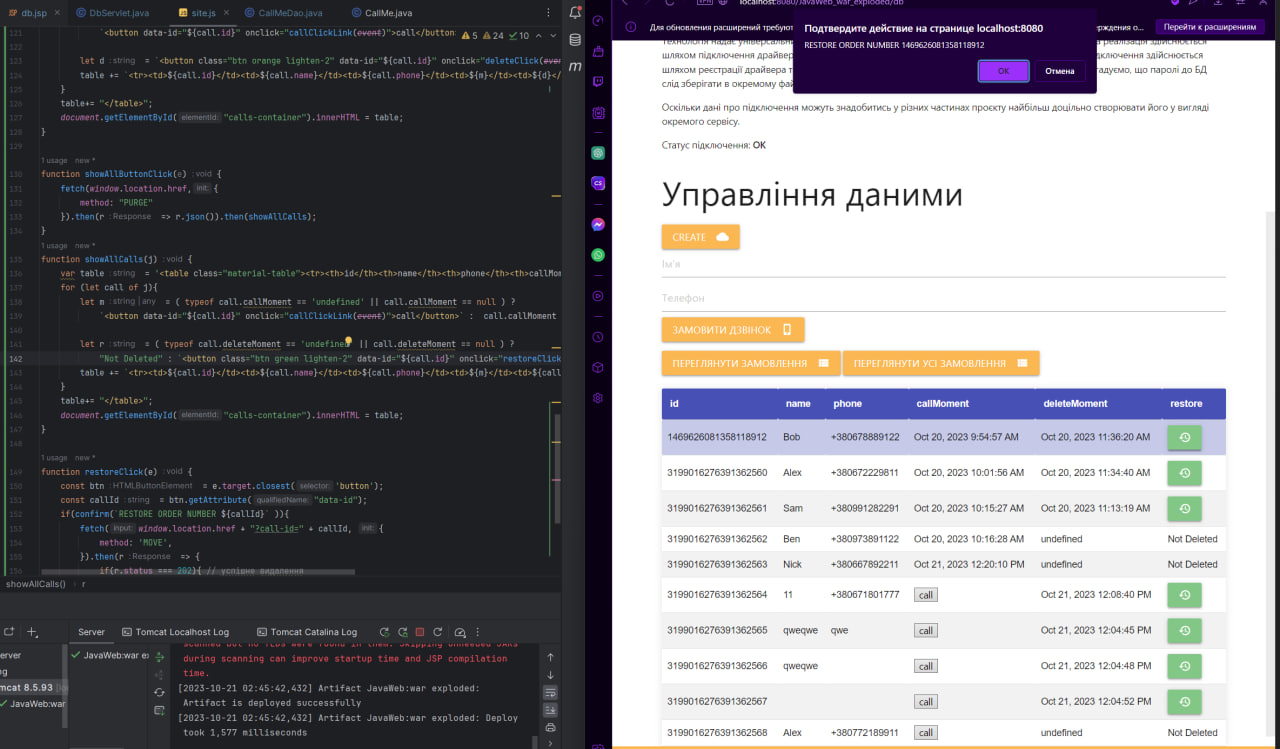 db.jsp
DbServlet.java
site.js
CallMeDao.java
CallMe.java
121 `<button data-id="${call.id}" onclick="callClickLink(event)">call</button>
5 24 10
123 let d :string = `<button class="btn orange lighten-2" data-id="${call.id}" onclick="deleteClick(eve
124 table += `<tr><td>${call.id}</td><td>${call.name}</td><td>${call.phone}</td><td>${m}</td><td>${d}</
125 }
126 table+= "</table>";
127 document.getElementById( elementId: "calls-container").innerHTML = table;
128 }
129
1 usage new *
130 function showAllButtonClick(e) : void {
131 fetch(window.location.href, init: {
132 method: "PURGE"
133 }).then(r : Response => r.json()).then(showAllCalls);
134 }
1 usage new *
135 function showAllCalls(j) : void {
136 var table : string = '<table class="material-table"><tr><th>id</th><th>name</th><th>phone</th><th>callMom
137 for (let call of j){
138 let m : string | any = ( typeof call.callMoment == 'undefined' || call.callMoment == null ) ?
139 `<button data-id="${call.id}" onclick="callClickLink(event)">call</button>` : call.callMoment
140
141 let r : string = ( typeof call.deleteMoment == 'undefined' || call.deleteMoment == null ) ?
142 "Not Deleted" : `<button class="btn green lighten-2" data-id="${call.id}" onclick="restoreClick
143 table += `<tr><td>${call.id}</td><td>${call.name}</td><td>${call.phone}</td><td>${m}</td><td>${call
144 }
145 table+= "</table>";
146 document.getElementById( elementId: "calls-container").innerHTML = table;
147 }
148
1 usage new *
149 function restoreClick(e) : void {
150 const btn : HTMLButtonElement = e.target.closest( selector: 'button');
151 const callId : string = btn.getAttribute( qualifiedName: "data-id");
152 if(confirm(`RESTORE ORDER NUMBER ${callId}` )){
153 fetch( input: window.location.href + "?call-id=" + callId, init: {
154 method: 'MOVE',
155 }).then(r : Response => {
156 if(r.status === 202){ // успішне видалення
showAllCalls() › r
Server
Tomcat Localhost Log
Tomcat Catalina Log
JavaWeb:war ex
mcat 8.5.93
JavaWeb:war
scanned but no TLDs were found in them. Skipping unneeded JARs
during scanning can improve startup time and JSP compilation
time.
[2023-10-21 02:45:42,432] Artifact JavaWeb:war exploded:
Artifact is deployed successfully
[2023-10-21 02:45:42,432] Artifact JavaWeb:war exploded: Deploy
took 1,577 milliseconds
localhost:8080/JavaWeb_war_exploded/db
Для обновления расширений требуют
Подтвердите действие на странице localhost:8080
RESTORE ORDER NUMBER 1469626081358118912
ОК
Отмена
Перейти к расширениям
шляхом підключення драйвер
шляхом реєстрації драйвера
слід зберігати в окремому фа
Оскільки дані про підключення можуть знадобитись у різних частинах проєкту найбільш доцільно створювати його у вигляді
окремого сервісу.
Статус підключення: OK
Управління даними
CREATE
Ім'я
Телефон
ЗАМОВИТИ ДЗВІНОК
ПЕРЕГЛЯНУТИ ЗАМОВЛЕННЯ
ПЕРЕГЛЯНУТИ УСІ ЗАМОВЛЕННЯ
id name phone callMoment deleteMoment restore
1469626081358118912 Bob +380678889122 Oct 20, 2023 9:54:57 AM Oct 20, 2023 11:36:20 AM
3199016276391362560 Alex +380672229811 Oct 20, 2023 10:01:56 AM Oct 20, 2023 11:34:40 AM
3199016276391362561 Sam +380991282291 Oct 20, 2023 10:15:27 AM Oct 20, 2023 11:13:19 AM
3199016276391362562 Ben +380973891122 Oct 20, 2023 10:16:28 AM undefined Not Deleted
3199016276391362563 Nick +380667892211 Oct 21, 2023 12:20:10 PM undefined Not Deleted
3199016276391362564 11 +380671801777 call Oct 21, 2023 12:08:40 PM
3199016276391362565 qweqwe qwe call Oct 21, 2023 12:04:45 PM
3199016276391362566 qweqwe call Oct 21, 2023 12:04:48 PM
3199016276391362567 call Oct 21, 2023 12:04:52 PM
3199016276391362568 Alex +380772189911 call undefined Not Deleted